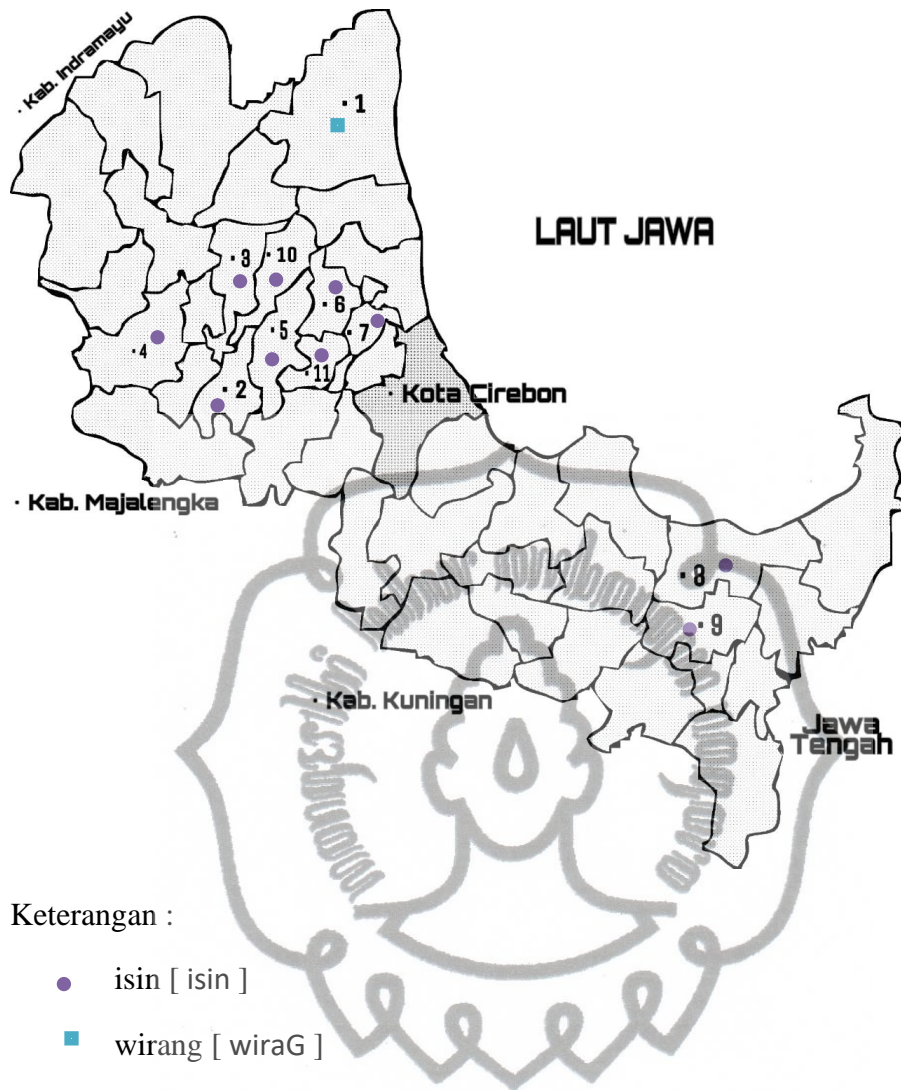 · Kab. Indramayu
· 1
LAUT JAWA
· 3
· 10
· 6
· 5
· 7
· 4
· 11
· 2
· Kota Cirebon
· Kab. Majalengka
· 8
· 9
· Kab. Kuningan
Jawa
Tengah
Keterangan :
isin [ isin ]
wirang [ wiraG ]